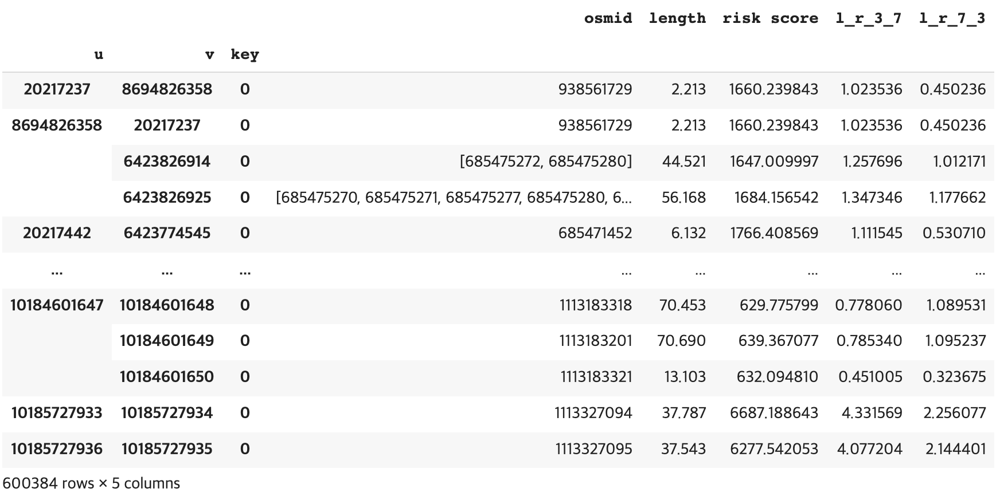 osmid length risk score l_r_3_7 l_r_7_3
u v key
20217237 8694826358 0 938561729 2.213 1660.239843 1.023536 0.450236
8694826358 20217237 0 938561729 2.213 1660.239843 1.023536 0.450236
6423826914 0 [685475272, 685475280] 44.521 1647.009997 1.257696 1.012171
6423826925 0 [685475270, 685475271, 685475277, 685475280, 6... 56.168 1684.156542 1.347346 1.177662
20217442 6423774545 0 685471452 6.132 1766.408569 1.111545 0.530710
... ... ... ... ... ... ... ...
10184601647 10184601648 0 1113183318 70.453 629.775799 0.778060 1.089531
10184601649 0 1113183201 70.690 639.367077 0.785340 1.095237
10184601650 0 1113183321 13.103 632.094810 0.451005 0.323675
10185727933 10185727934 0 1113327094 37.787 6687.188643 4.331569 2.256077
10185727936 10185727935 0 1113327095 37.543 6277.542053 4.077204 2.144401
600384 rows × 5 columns